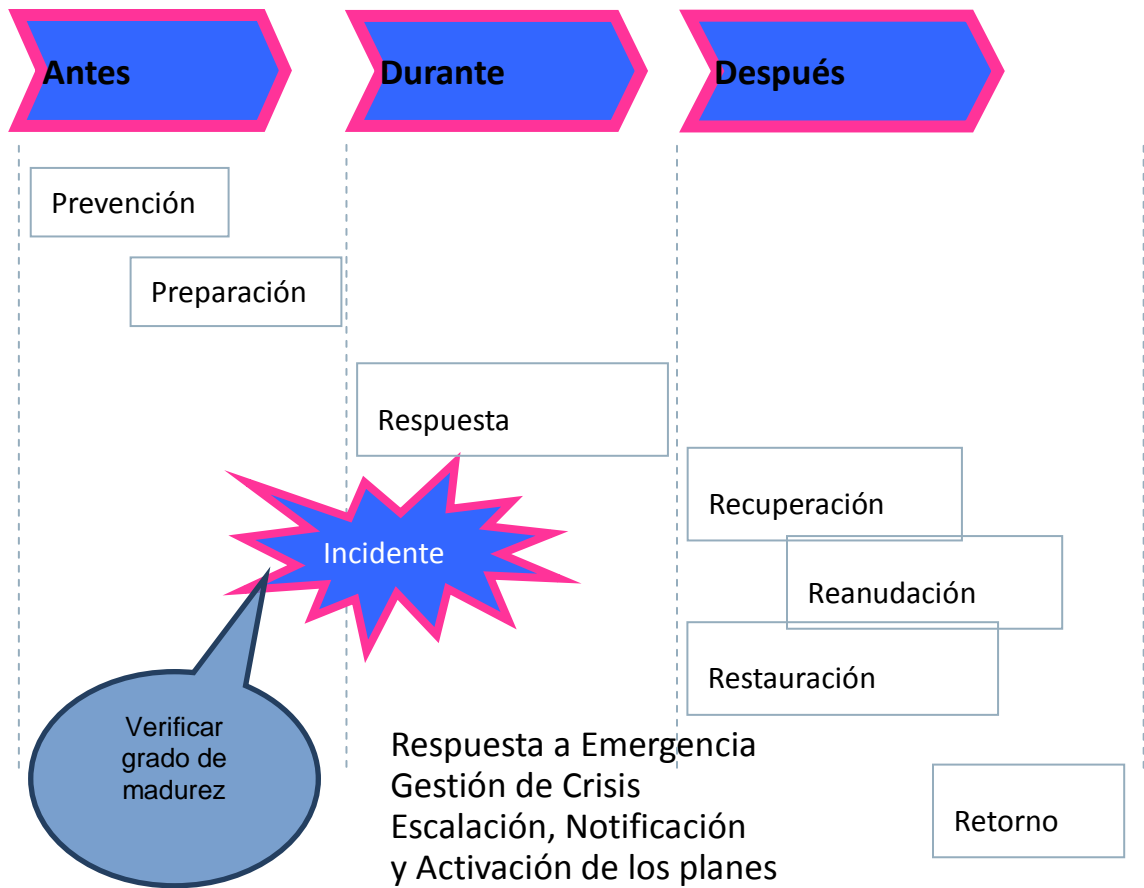 Antes
Durante
Después
Prevención
Preparación
Respuesta
Recuperación
Incidente
Reanudación
Restauración
Verificar
grado de
madurez
Respuesta a Emergencia
Gestión de Crisis
Escalación, Notificación
y Activación de los planes
Retorno